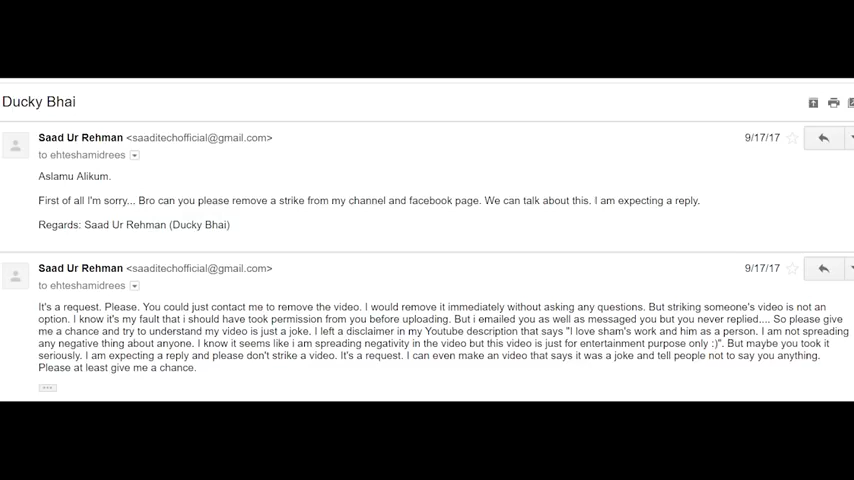 Ducky Bhai
Saad Ur Rehman <saaditechofficial@gmail.com>
9/17/17
to ehteshamidrees
Aslamu Alikum.
First of all I'm sorry... Bro can you please remove a strike from my channel and facebook page. We can talk about this. I am expecting a reply.
Regards: Saad Ur Rehman (Ducky Bhai)
Saad Ur Rehman <saaditechofficial@gmail.com>
9/17/17
to ehteshamidrees
It's a request. Please. You could just contact me to remove the video. I would remove it immediately without asking any questions. But striking someone's video is not an
option. I know it's my fault that i should have took permission from you before uploading. But i emailed you as well as messaged you but you never replied.... So please give
me a chance and try to understand my video is just a joke. I left a disclaimer in my Youtube description that says "I love sham's work and him as a person. I am not spreading
any negative thing about anyone. I know it seems like i am spreading negativity in the video but this video is just for entertainment purpose only :)". But maybe you took it
seriously. I am expecting a reply and please don't strike a video. It's a request. I can even make an video that says it was a joke and tell people not to say you anything.
Please at least give me a chance.